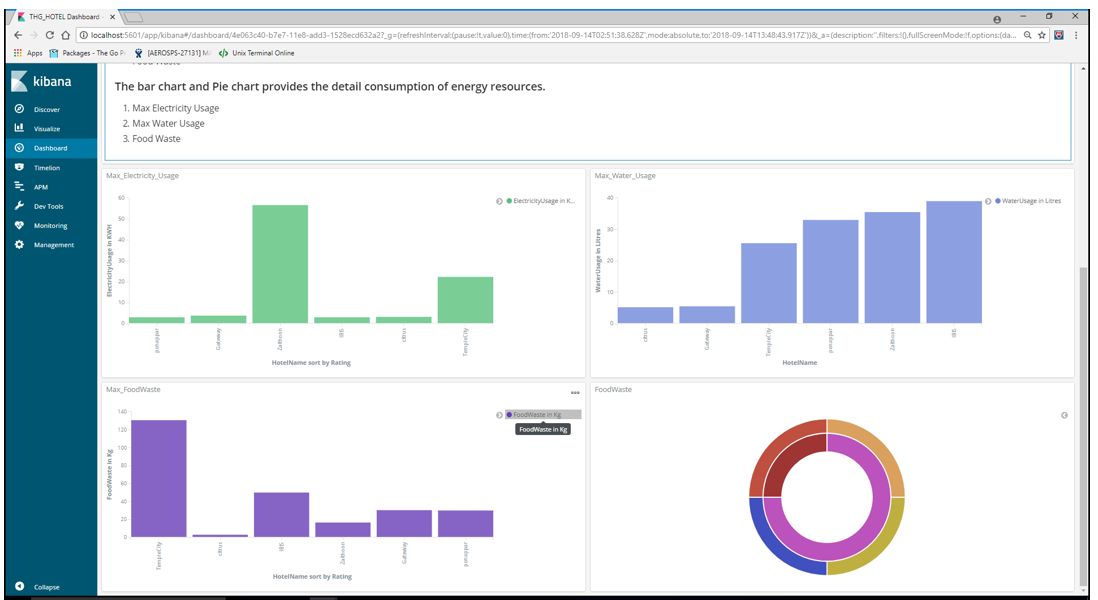 THG_HOTEL Dashboard -
localhost:5601/app/kibana#/dashboard/4e063c40-b7e7-11e8-add3-1528ecd632a2?_g=(refreshInterval:(pause:!t,value:0),time:(from:'2018-09-14T02:51:38.628Z',mode:absolute,to:'2018-09-14T13:48:43.917Z'))&_a=(description:'',filters:!(),fullScreenMode:!f,options:(da...
Apps
Packages - The Go P
[AEROSPS-27131] M
Unix Terminal Online
kibana
Discover
Visualize
Dashboard
Timelion
APM
Dev Tools
Monitoring
Management
Collapse
Food Waste
The bar chart and Pie chart provides the detail consumption of energy resources.
1. Max Electricity Usage
2. Max Water Usage
3. Food Waste
Max_Electricity_Usage
ElectricityUsage in K...
ElectricityUsage in KWH
60
50
40
30
20
10
0
Gateway
IBS
citrus
TempleCity
HotelName sort by Rating
Max_Water_Usage
WaterUsage in Litres
WaterUsage in Litres
40
30
20
10
0
citrus
Gateway
TempleCity
IBS
HotelName
Max_FoodWaste
FoodWaste in Kg
FoodWaste in Kg
FoodWaste in Kg
140
120
100
80
60
40
20
0
TempleCity
citrus
IBS
Gateway
HotelName sort by Rating
FoodWaste